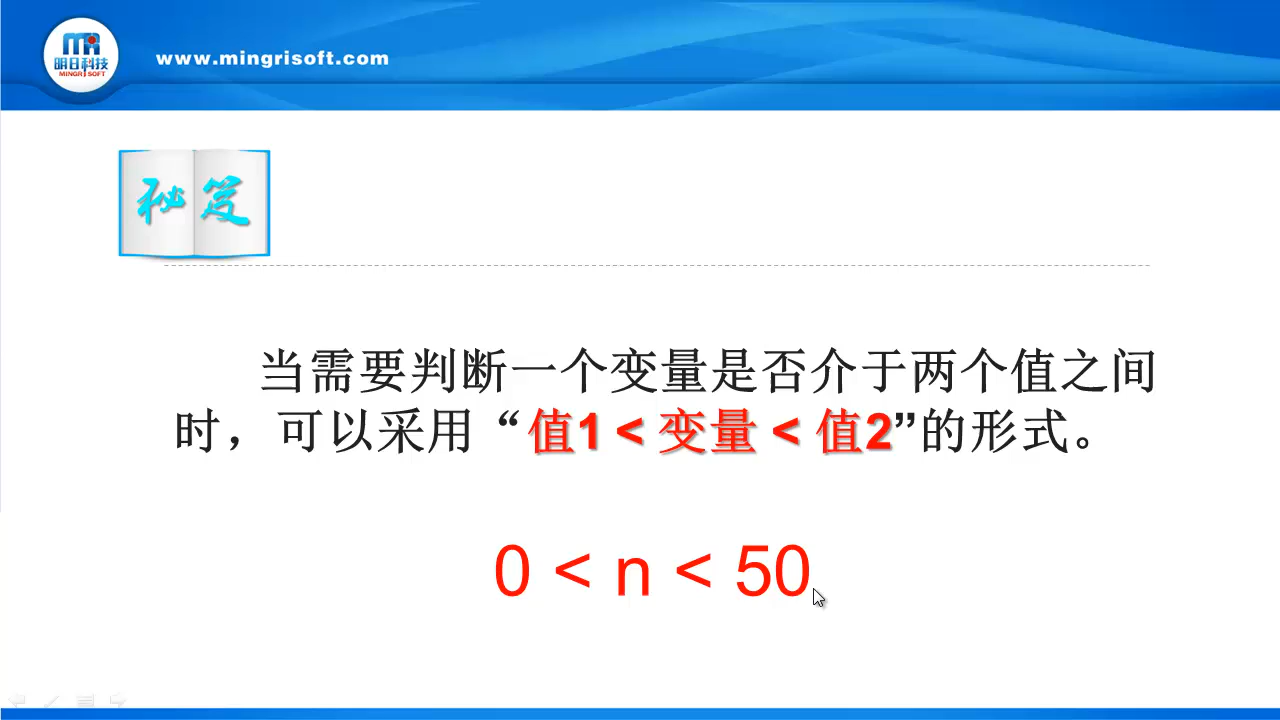 明日科技
MINGRISOFT
www.mingrisoft.com
秘笈
当需要判断一个变量是否介于两个值之间
时，可以采用“值1 < 变量 < 值2”的形式。
0 < n < 50